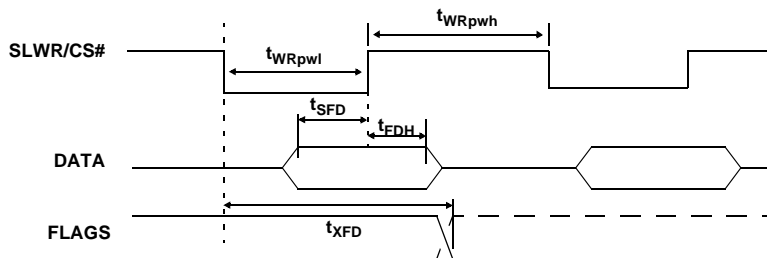 SLWR/CS#
tWRpwl
tWRpwh
tSFD
tFDH
DATA
tXFD
FLAGS